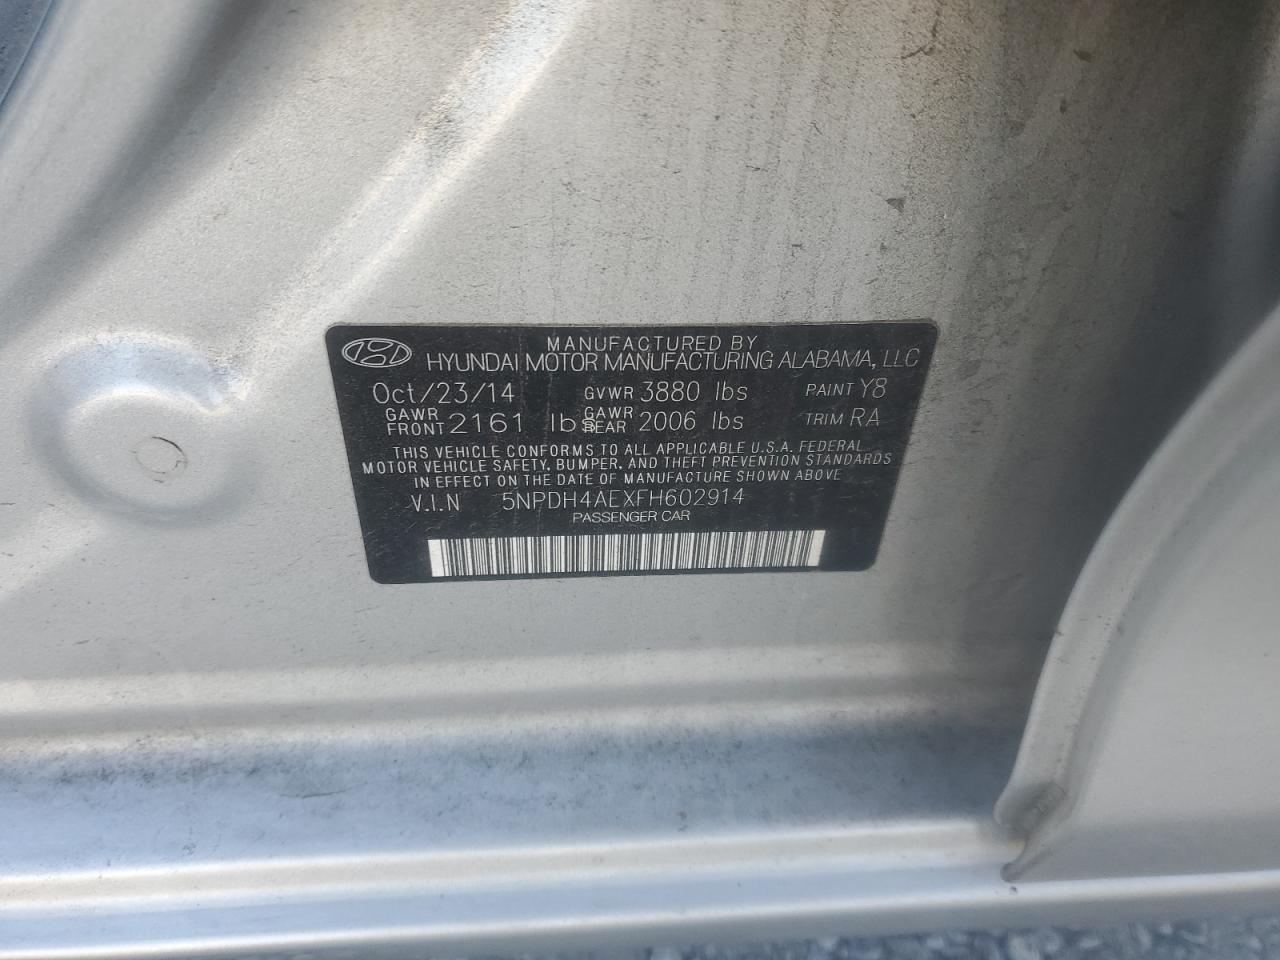 MANUFACTURED BY
HYUNDAI MOTOR MANUFACTURING ALABAMA, LLC
Oct/23/14 GVWR 3880 lbs PAINT Y8
GAWR FRONT 2161 lbs GAWR REAR 2006 lbs TRIM RA
THIS VEHICLE CONFORMS TO ALL APPLICABLE U.S.A. FEDERAL
MOTOR VEHICLE SAFETY, BUMPER, AND THEFT PREVENTION STANDARDS
IN EFFECT ON THE DATE OF MANUFACTURE SHOWN ABOVE
V.I.N 5NPDH4AEXFH602914
PASSENGER CAR